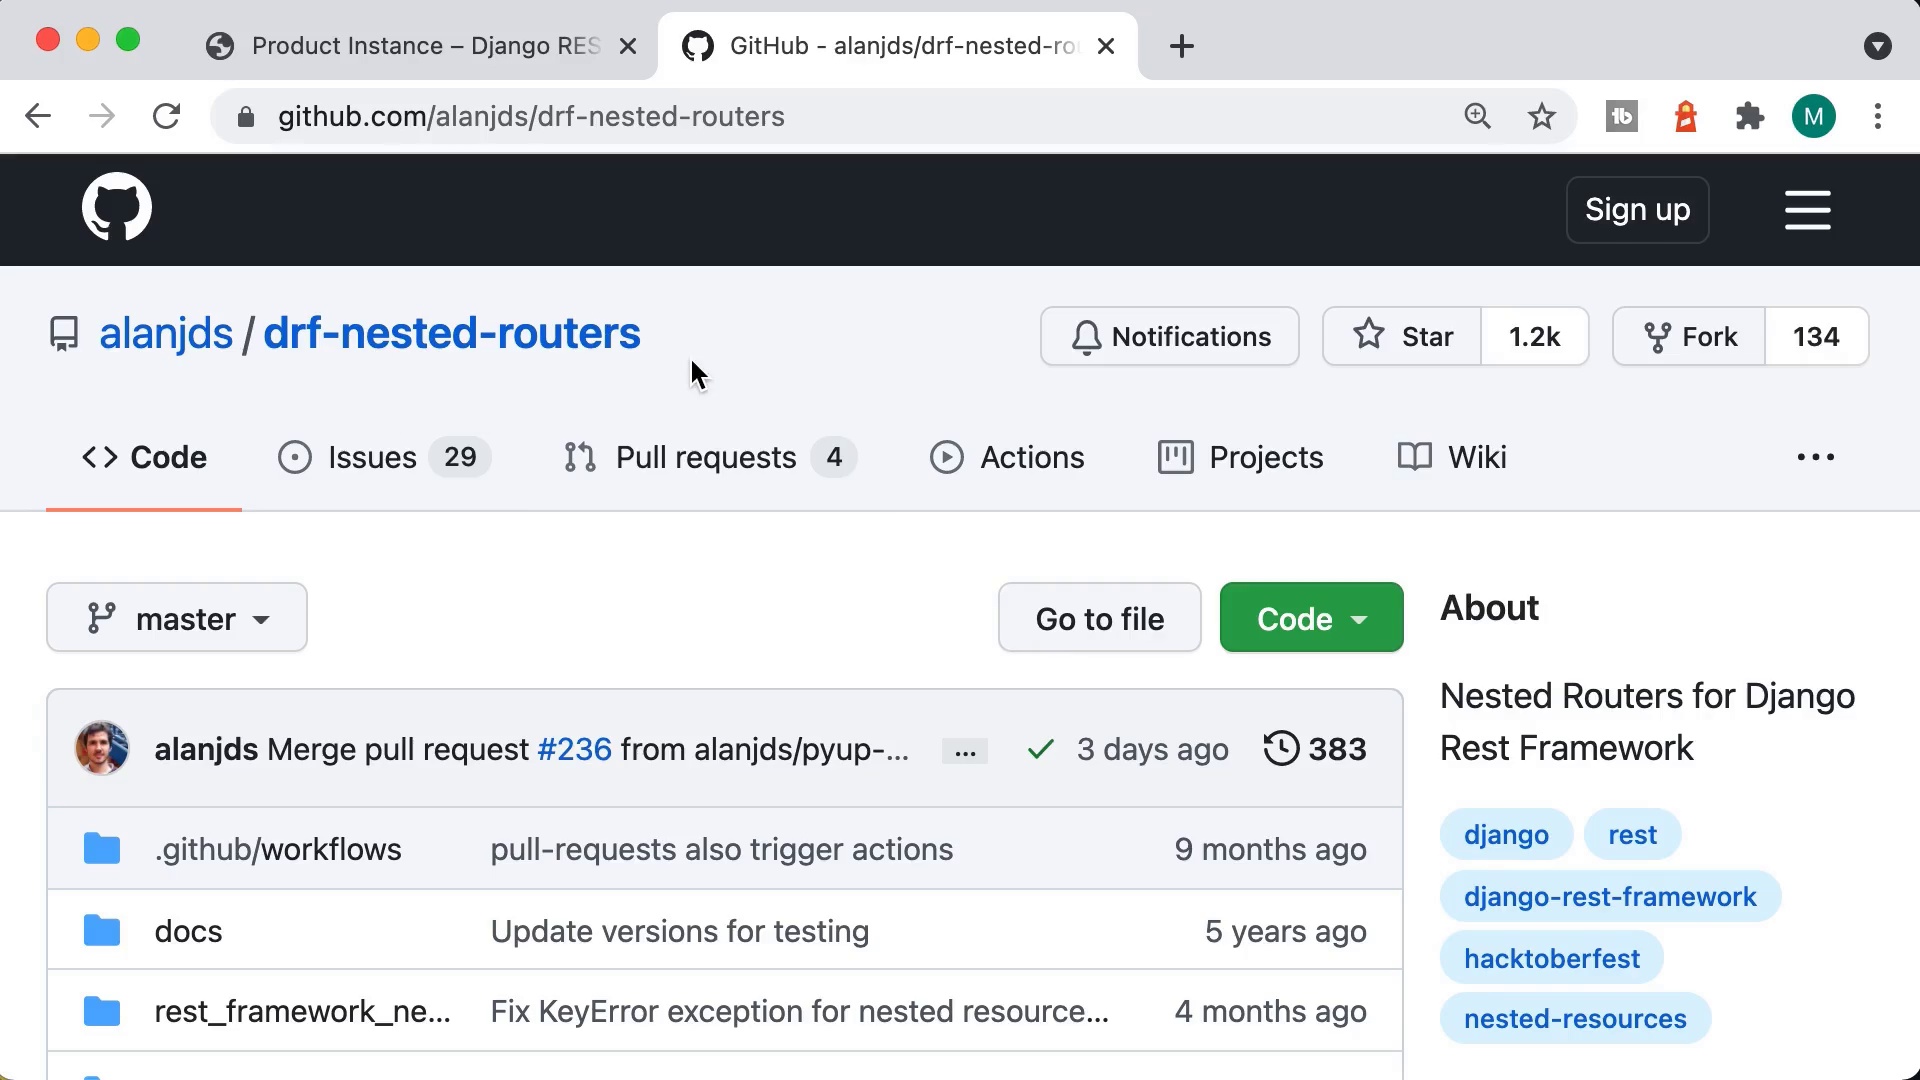 Product Instance – Django RES
GitHub - alanjds/drf-nested-rou
github.com/alanjds/drf-nested-routers
M
Sign up
alanjds / drf-nested-routers
Notifications
Star 1.2k
Fork 134
Code
Issues 29
Pull requests 4
Actions
Projects
Wiki
master
Go to file
Code
About
Nested Routers for Django
Rest Framework
alanjds Merge pull request #236 from alanjds/pyup-... ... 3 days ago 383
.github/workflows pull-requests also trigger actions 9 months ago
docs Update versions for testing 5 years ago
rest_framework_ne... Fix KeyError exception for nested resource... 4 months ago
django rest
django-rest-framework
hacktoberfest
nested-resources